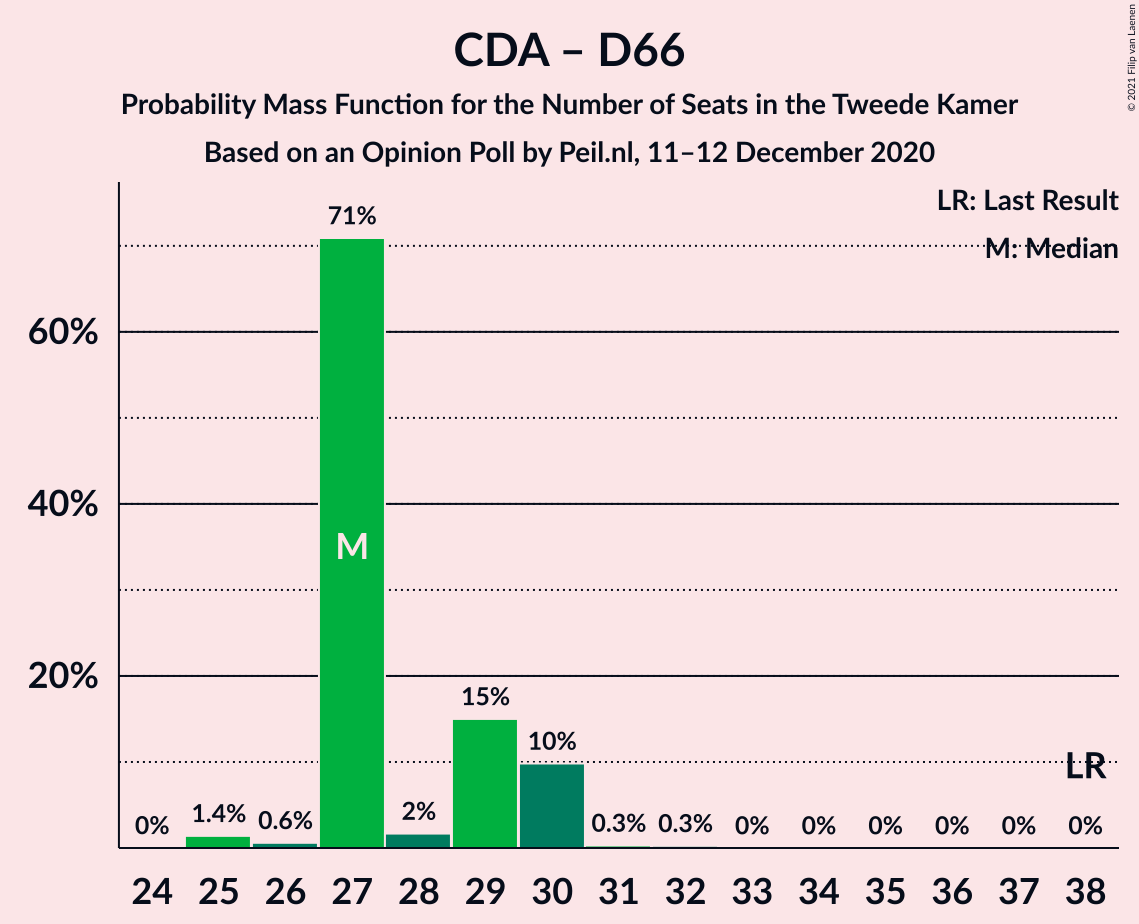 CDA – D66
Probability Mass Function for the Number of Seats in the Tweede Kamer
Based on an Opinion Poll by Peil.nl, 11–12 December 2020
© 2021 Filip van Laenen
LR: Last Result
M: Median
60%
40%
20%
71%
M
15%
10%
LR
0%
1.4%
0.6%
2%
0.3%
0.3%
0%
0%
0%
0%
0%
0%
24 25 26 27 28 29 30 31 32 33 34 35 36 37 38